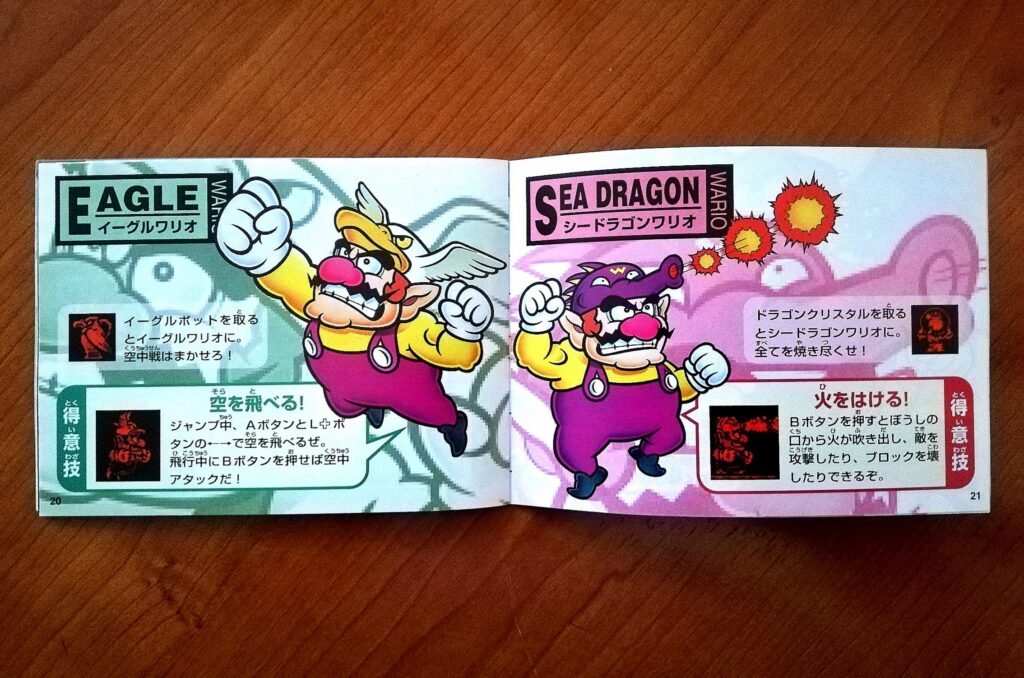 EAGLE
WARIO
イーグルワリオ
イーグルポットを取る
とイーグルワリオに。
空中戦はまかせろ！
得意技
空を飛べる！
ジャンプ中、AボタンとL✚ボ
タンの←→で空を飛べるぜ。
飛行中にBボタンを押せば空中
アタックだ！
20
SEA DRAGON
WARIO
シードラゴンワリオ
ドラゴンクリスタルを取る
とシードラゴンワリオに。
全てを焼き尽くせ！
火をはける！
Bボタンを押すとぼうしの
口から火が吹き出し、敵を
攻撃したり、ブロックを壊
したりできるぞ。
得意技
21